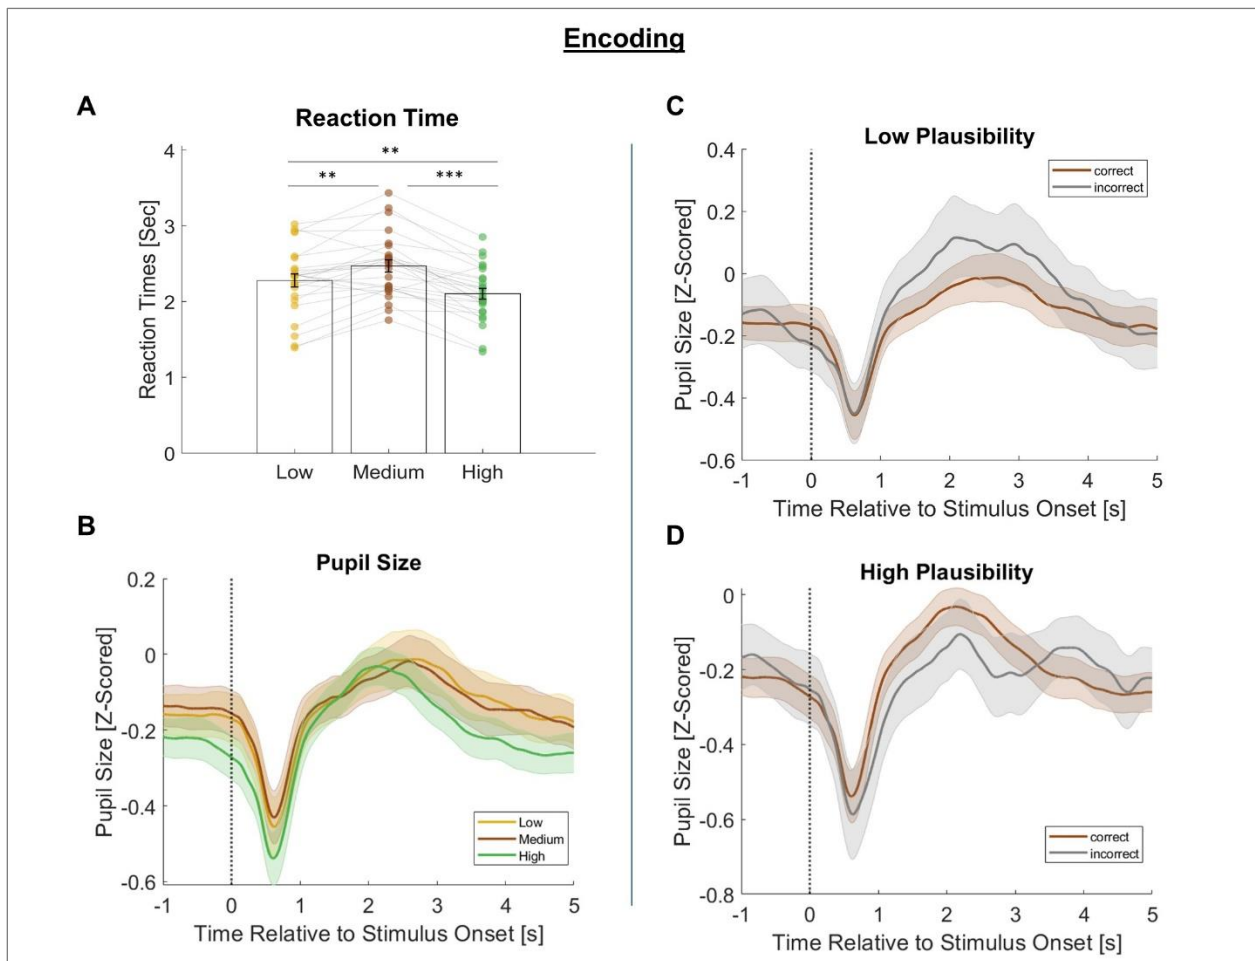 Encoding
A
Reaction Time
**
**
***
4
3
2
1
0
Reaction Times [Sec]
Low
Medium
High
B
Pupil Size
0.2
0
-0.2
-0.4
-0.6
Pupil Size [Z-Scored]
Low
Medium
High
-1 0 1 2 3 4 5
Time Relative to Stimulus Onset [s]
C
Low Plausibility
0.4
0.2
0
-0.2
-0.4
-0.6
Pupil Size [Z-Scored]
correct
incorrect
-1 0 1 2 3 4 5
Time Relative to Stimulus Onset [s]
D
High Plausibility
0
-0.2
-0.4
-0.6
-0.8
Pupil Size [Z-Scored]
correct
incorrect
-1 0 1 2 3 4 5
Time Relative to Stimulus Onset [s]